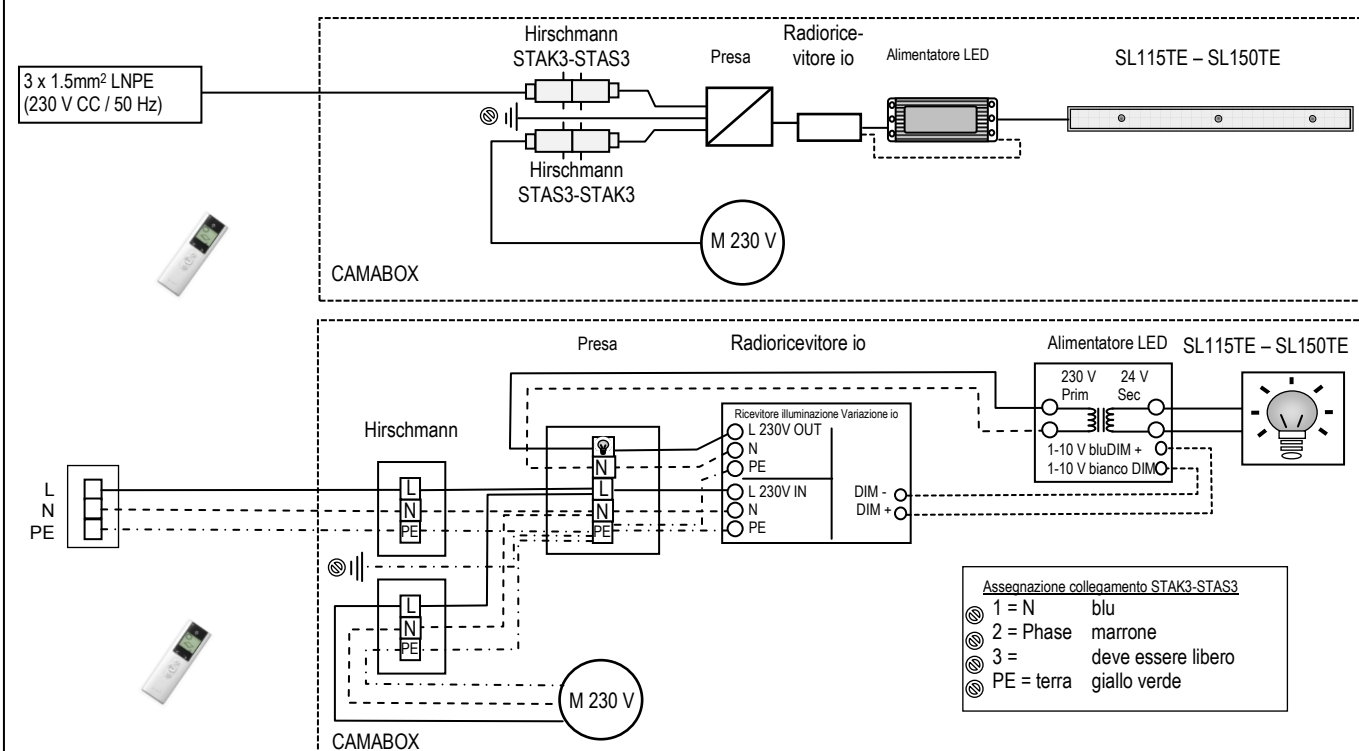 Hirschmann
STAK3-STAS3
Presa
Radiorice-
vitore io
Alimentatore LED
SL115TE – SL150TE
3 x 1.5mm² LNPE
(230 V CC / 50 Hz)
Hirschmann
STAS3-STAK3
M 230 V
CAMABOX
Presa
Radioricevitore io
Alimentatore LED
SL115TE – SL150TE
230 V
Prim
24 V
Sec
1-10 V bluDIM +
1-10 V bianco DIM
Hirschmann
Ricevitore illuminazione Variazione io
L 230V OUT
N
PE
L 230V IN
N
PE
DIM -
DIM +
N
L
N
PE
L
N
PE
L
N
PE
L
N
PE
M 230 V
CAMABOX
Assegnazione collegamento STAK3-STAS3
1 = N blu
2 = Phase marrone
3 = deve essere libero
PE = terra giallo verde